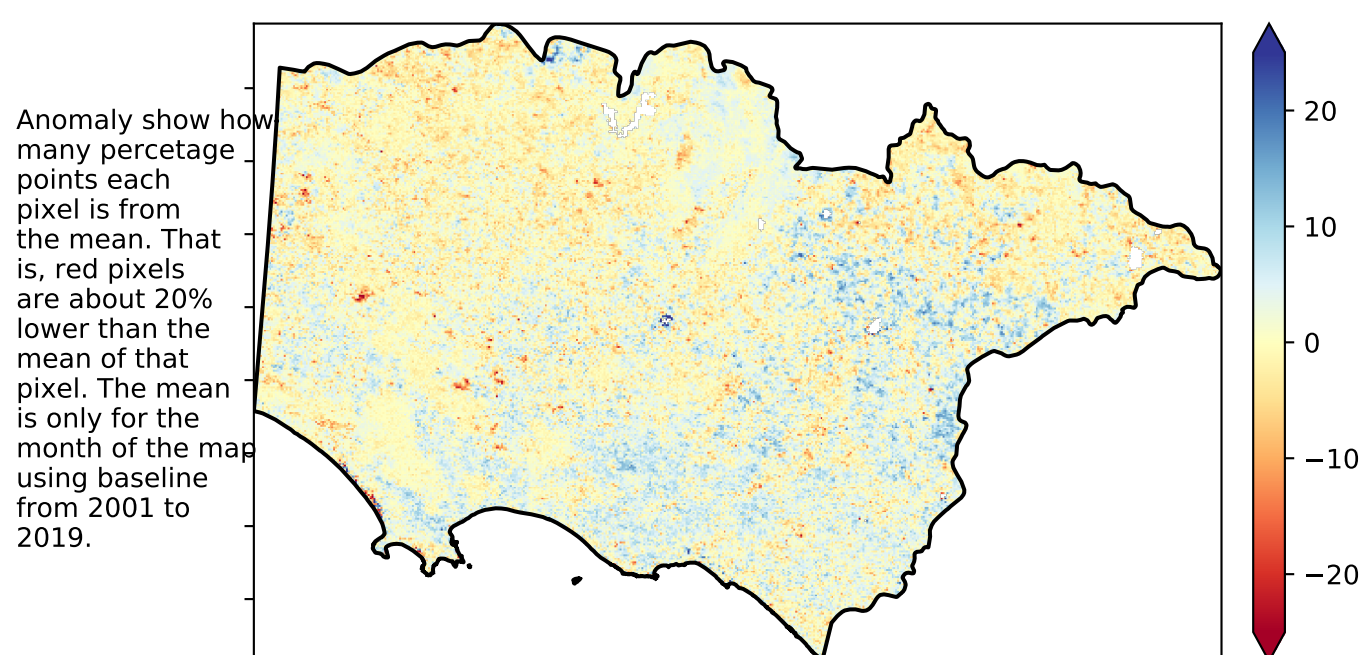 Anomaly show how
many percetage
points each
pixel is from
the mean. That
is, red pixels
are about 20%
lower than the
mean of that
pixel. The mean
is only for the
month of the map
using baseline
from 2001 to
2019.
20
10
0
−10
−20